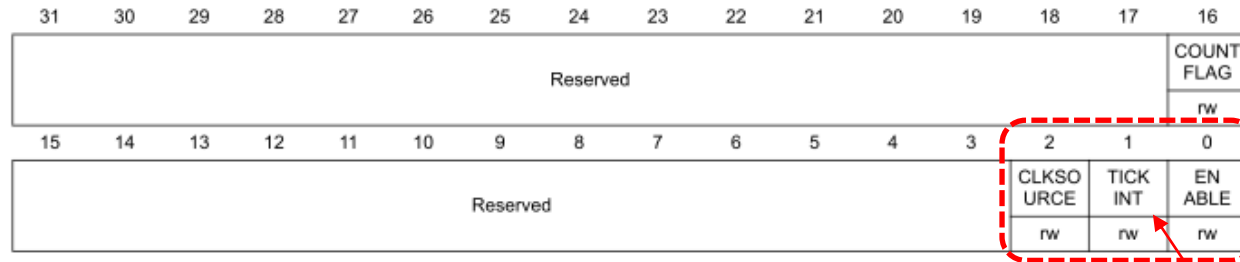 31 30 29 28 27 26 25 24 23 22 21 20 19 18 17 16
Reserved
COUNT
FLAG
rw
15 14 13 12 11 10 9 8 7 6 5 4 3 2 1 0
Reserved
CLKSO
URCE
TICK
INT
EN
ABLE
rw rw rw